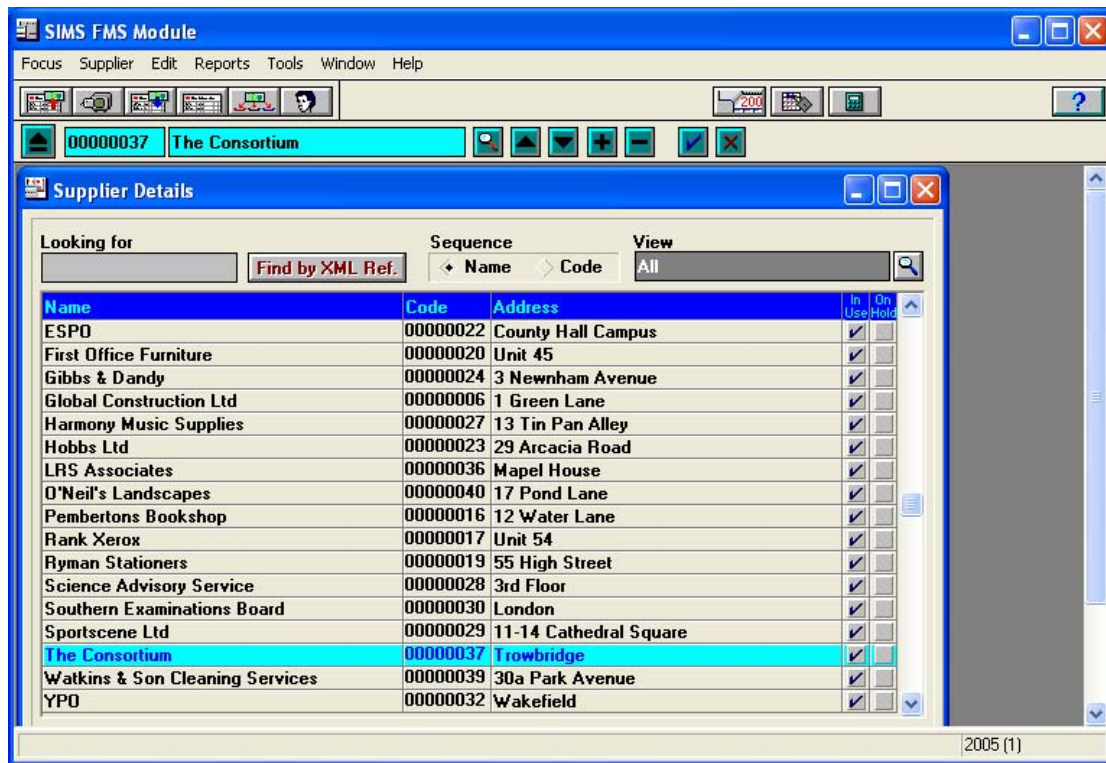 SIMS FMS Module
Focus Supplier Edit Reports Tools Window Help
200 ?
00000037 The Consortium
Supplier Details
Looking for Sequence View
Find by XML Ref. Name Code All
Name Code Address In Use On Hold
ESPO 00000022 County Hall Campus
First Office Furniture 00000020 Unit 45
Gibbs & Dandy 00000024 3 Newnham Avenue
Global Construction Ltd 00000006 1 Green Lane
Harmony Music Supplies 00000027 13 Tin Pan Alley
Hobbs Ltd 00000023 29 Arcacia Road
LRS Associates 00000036 Mapel House
O'Neil's Landscapes 00000040 17 Pond Lane
Pembertons Bookshop 00000016 12 Water Lane
Rank Xerox 00000017 Unit 54
Ryman Stationers 00000019 55 High Street
Science Advisory Service 00000028 3rd Floor
Southern Examinations Board 00000030 London
Sportscene Ltd 00000029 11-14 Cathedral Square
The Consortium 00000037 Trowbridge
Watkins & Son Cleaning Services 00000039 30a Park Avenue
YPO 00000032 Wakefield
2005 (1)